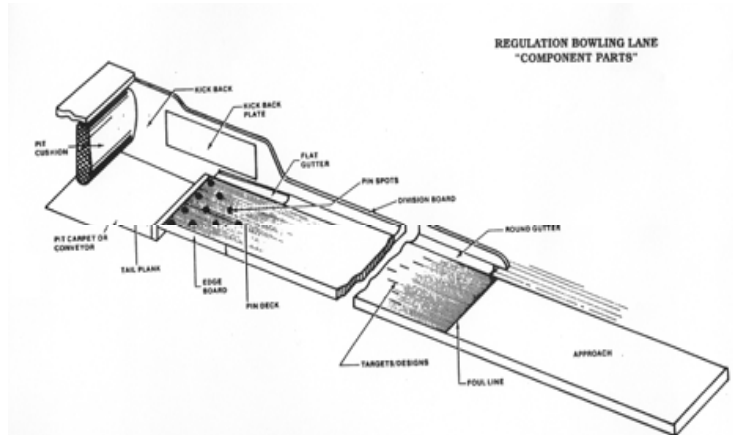 REGULATION BOWLING LANE
"COMPONENT PARTS"
KICK BACK
KICK BACK
PLATE
PIT
CUSHION
FLAT
GUTTER
PIN SPOTS
DIVISION BOARD
ROUND GUTTER
PIT CARPET OR
CONVEYOR
TAIL PLANK
EDGE
BOARD
PIN DECK
TARGETS/DESIGNS
FOUL LINE
APPROACH